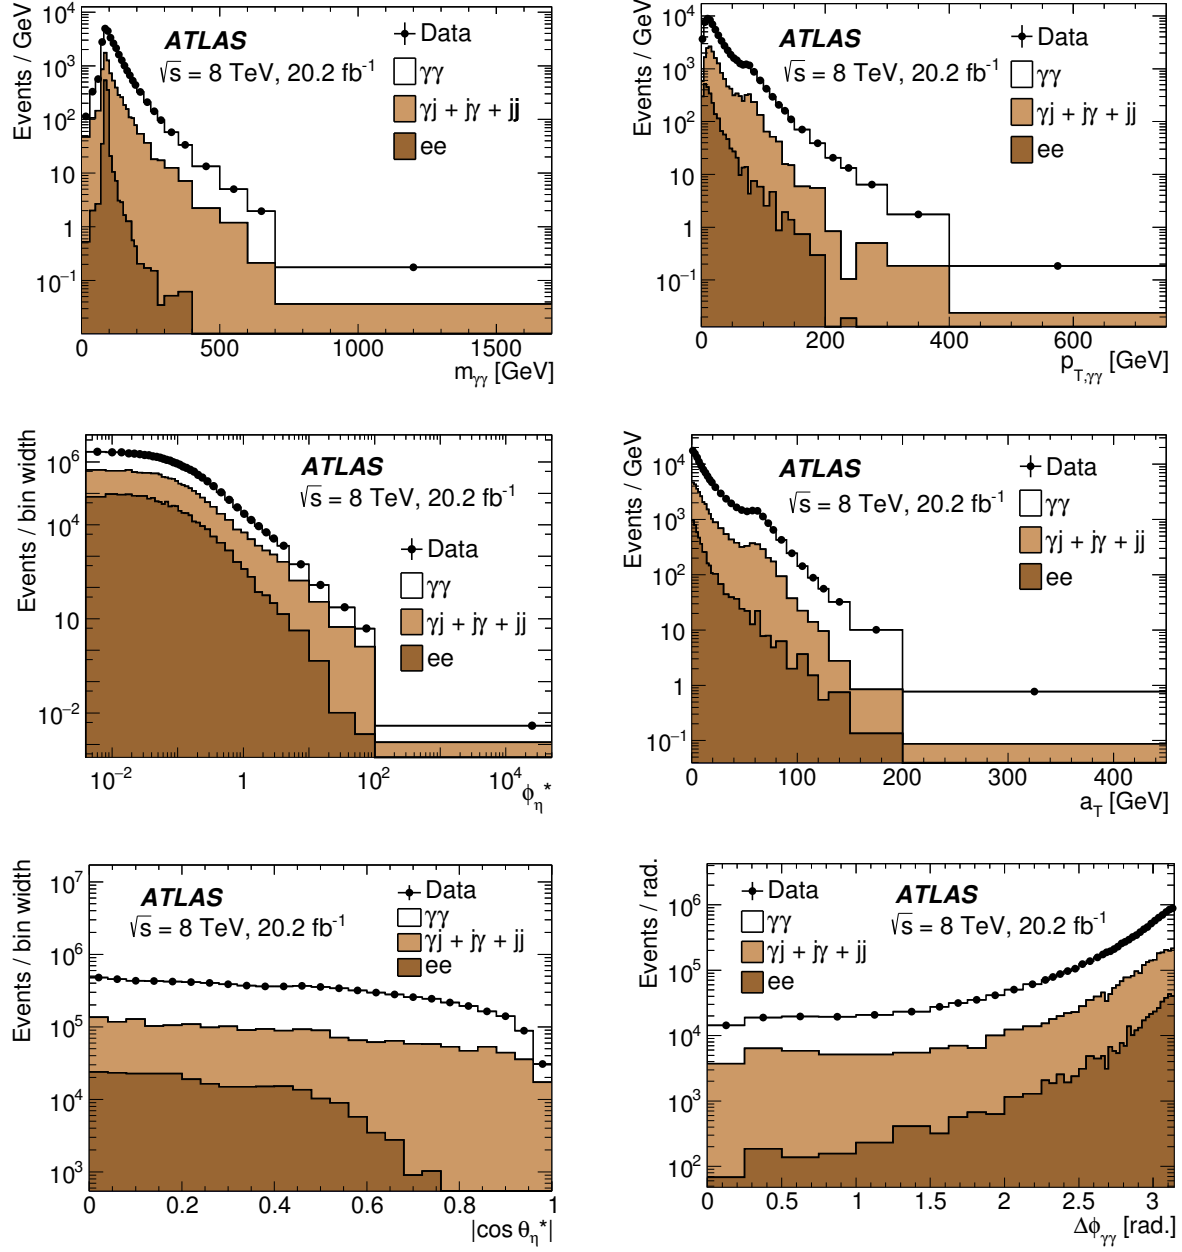 Events / GeV
10⁴
10³
10²
10
1
10⁻¹
ATLAS
√s = 8 TeV, 20.2 fb⁻¹
Data
γγ
γj + jγ + jj
ee
0 500 1000 1500
m_γγ [GeV]
Events / GeV
10⁴
10³
10²
10
1
10⁻¹
ATLAS
√s = 8 TeV, 20.2 fb⁻¹
Data
γγ
γj + jγ + jj
ee
0 200 400 600
p_T,γγ [GeV]
Events / bin width
10⁶
10⁴
10
10⁻²
ATLAS
√s = 8 TeV, 20.2 fb⁻¹
Data
γγ
γj + jγ + jj
ee
10⁻² 1 10² 10⁴
ϕ_η*
Events / GeV
10⁴
10³
10²
10
1
10⁻¹
ATLAS
√s = 8 TeV, 20.2 fb⁻¹
Data
γγ
γj + jγ + jj
ee
0 100 200 300 400
a_T [GeV]
Events / bin width
10⁷
10⁶
10⁵
10⁴
10³
ATLAS
√s = 8 TeV, 20.2 fb⁻¹
Data
γγ
γj + jγ + jj
ee
0 0.2 0.4 0.6 0.8 1
|cos θ_η*|
Events / rad.
10⁶
10⁵
10⁴
10³
10²
Data
γγ
γj + jγ + jj
ee
ATLAS
√s = 8 TeV, 20.2 fb⁻¹
0 0.5 1 1.5 2 2.5 3
Δϕ_γγ [rad.]